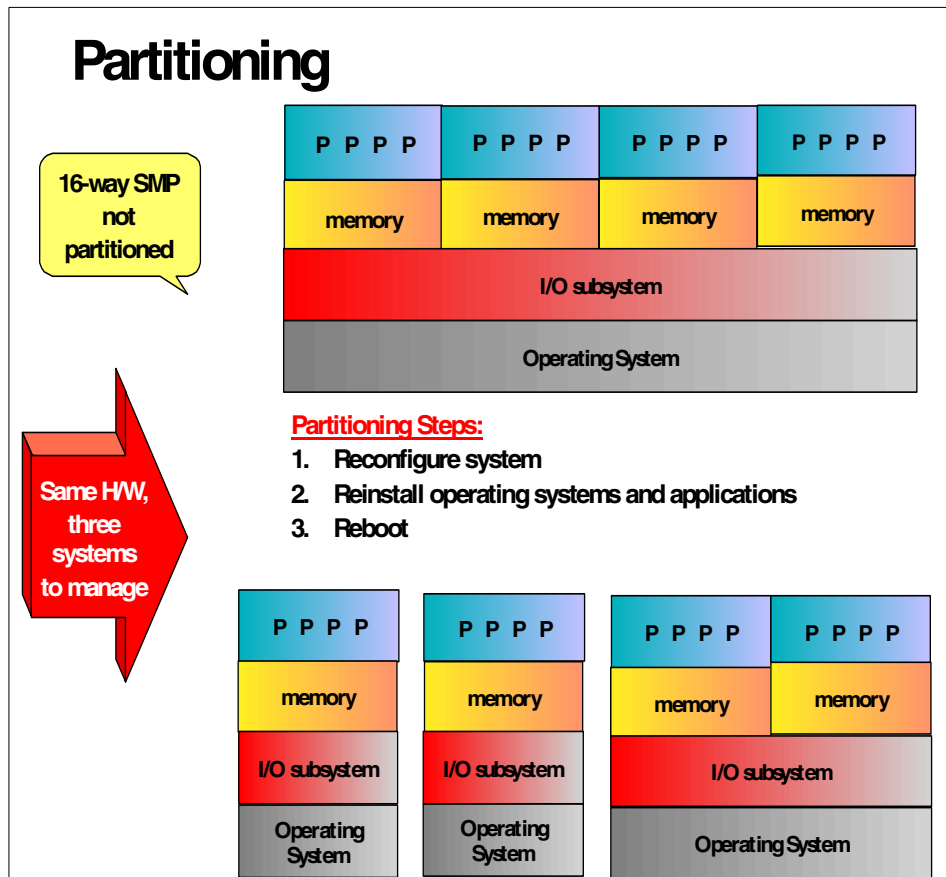 Partitioning
16-way SMP
not
partitioned
P P P P
P P P P
P P P P
P P P P
memory
memory
memory
memory
I/O subsystem
Operating System
Partitioning Steps:
1. Reconfigure system
2. Reinstall operating systems and applications
3. Reboot
Same H/W,
three
systems
to manage
P P P P
P P P P
P P P P
P P P P
memory
memory
memory
memory
I/O subsystem
I/O subsystem
I/O subsystem
Operating
System
Operating
System
Operating System